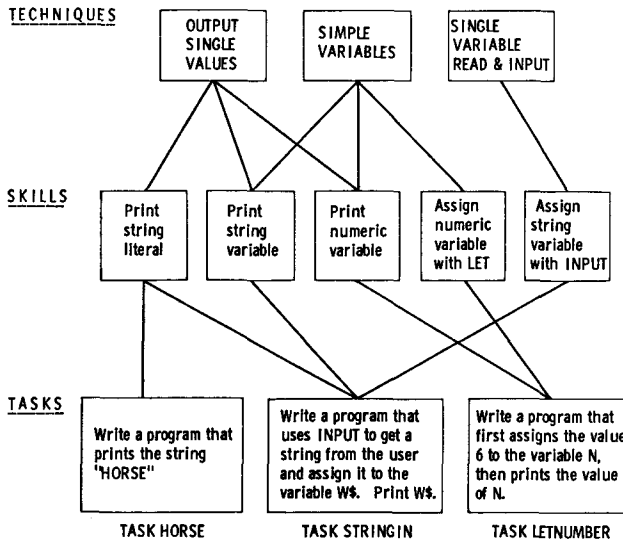 TECHNIQUES
OUTPUT
SINGLE
VALUES
SIMPLE
VARIABLES
SINGLE
VARIABLE
READ & INPUT
SKILLS
Print
string
literal
Print
string
variable
Print
numeric
variable
Assign
numeric
variable
with LET
Assign
string
variable
with INPUT
TASKS
Write a program that
prints the string
"HORSE"
Write a program that
uses INPUT to get a
string from the user
and assign it to the
variable W$. Print W$.
Write a program that
first assigns the value
6 to the variable N,
then prints the value
of N.
TASK HORSE
TASK STRINGIN
TASK LETNUMBER